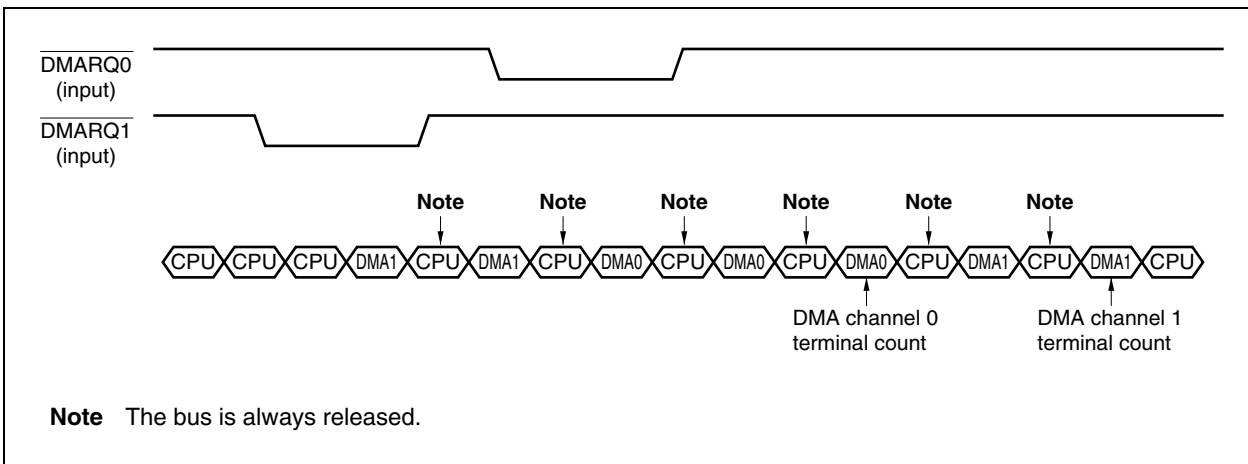 DMARQ0
(input)
DMARQ1
(input)
Note Note Note Note Note Note
CPU CPU CPU DMA1 CPU DMA1 CPU DMA0 CPU DMA0 CPU DMA0 CPU DMA1 CPU DMA1 CPU
DMA channel 0
terminal count
DMA channel 1
terminal count
Note The bus is always released.